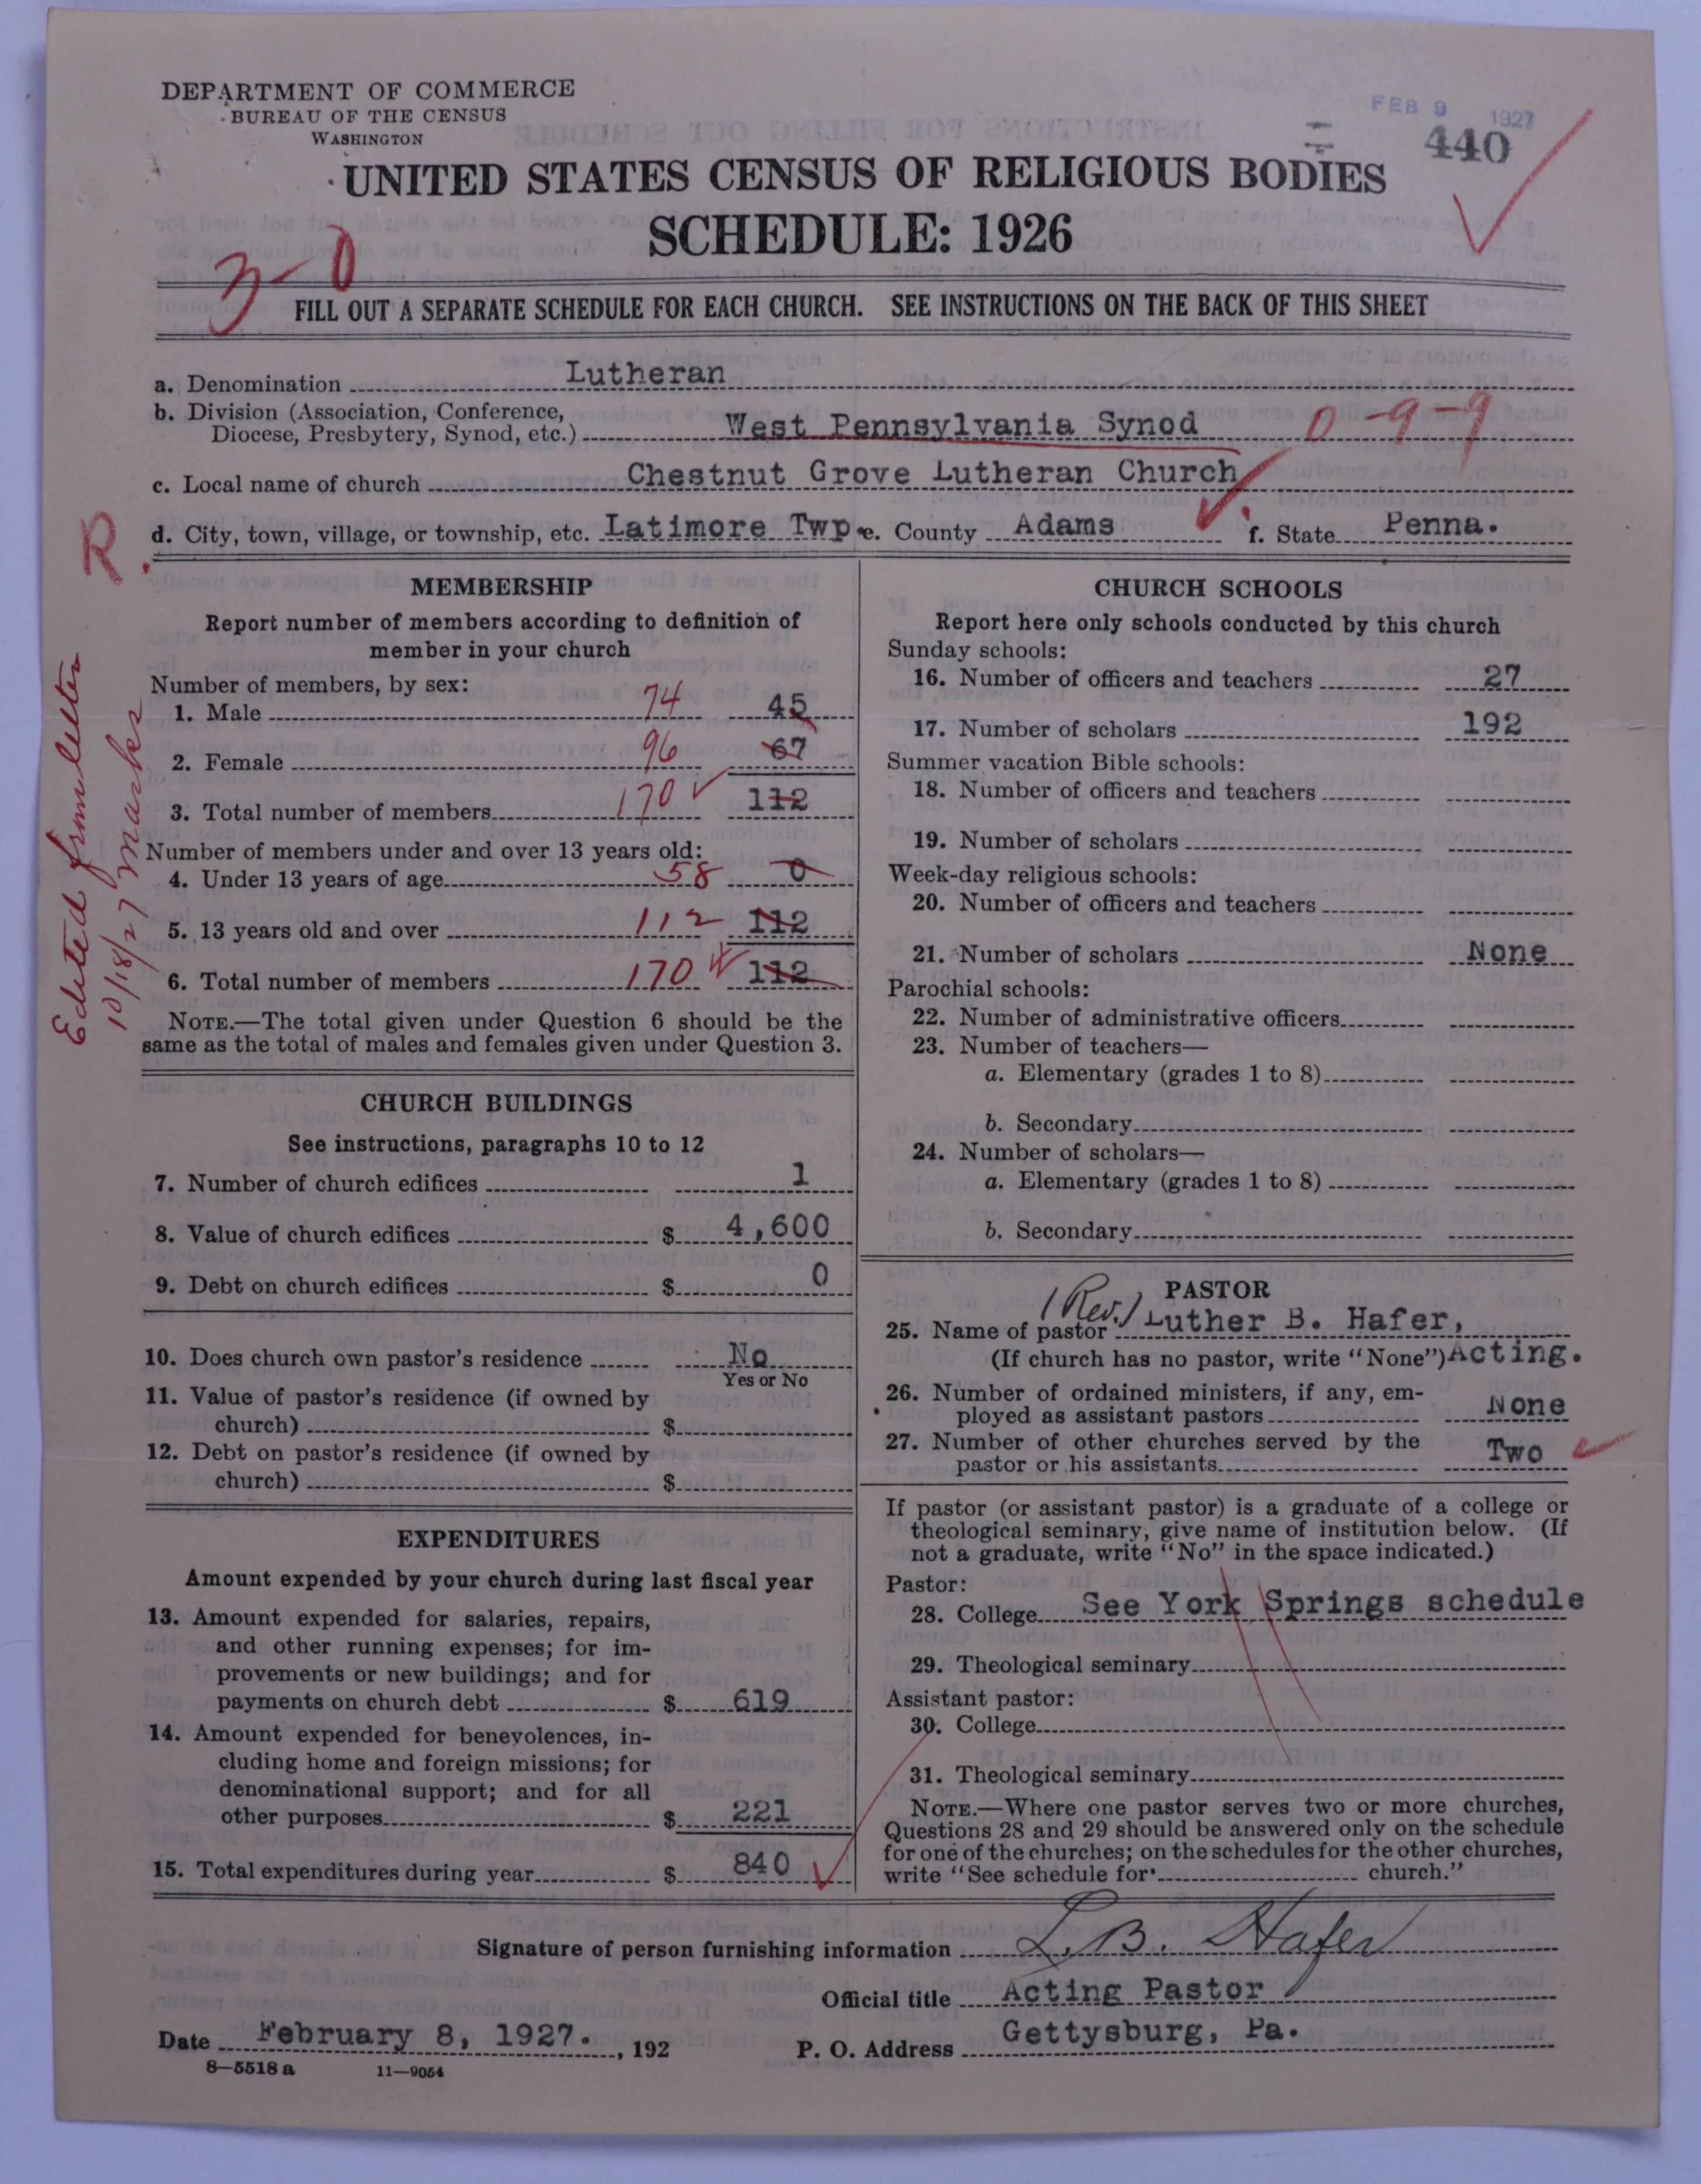 DEPARTMENT OF COMMERCE
BUREAU OF THE CENSUS
WASHINGTON
FEB 9 1927
440
UNITED STATES CENSUS OF RELIGIOUS BODIES
SCHEDULE: 1926
3-0
FILL OUT A SEPARATE SCHEDULE FOR EACH CHURCH. SEE INSTRUCTIONS ON THE BACK OF THIS SHEET
a. Denomination Lutheran
b. Division (Association, Conference,
Diocese, Presbytery, Synod, etc.) West Pennsylvania Synod 0-9-9
c. Local name of church Chestnut Grove Lutheran Church
d. City, town, village, or township, etc. Latimore Twp. e. County Adams f. State Penna.
R.
Edited from letter
10/18/27 Marks
MEMBERSHIP
Report number of members according to definition of
member in your church
Number of members, by sex:
1. Male 74 45
2. Female 96 67
3. Total number of members 170 112
Number of members under and over 13 years old:
4. Under 13 years of age 58 0
5. 13 years old and over 112 112
6. Total number of members 170 112
NOTE.—The total given under Question 6 should be the
same as the total of males and females given under Question 3.
CHURCH BUILDINGS
See instructions, paragraphs 10 to 12
7. Number of church edifices 1
8. Value of church edifices $ 4,600
9. Debt on church edifices $ 0
10. Does church own pastor's residence No
Yes or No
11. Value of pastor's residence (if owned by
church) $
12. Debt on pastor's residence (if owned by
church) $
EXPENDITURES
Amount expended by your church during last fiscal year
13. Amount expended for salaries, repairs,
and other running expenses; for im-
provements or new buildings; and for
payments on church debt $ 619
14. Amount expended for benevolences, in-
cluding home and foreign missions; for
denominational support; and for all
other purposes $ 221
15. Total expenditures during year $ 840
CHURCH SCHOOLS
Report here only schools conducted by this church
Sunday schools:
16. Number of officers and teachers 27
17. Number of scholars 192
Summer vacation Bible schools:
18. Number of officers and teachers
19. Number of scholars
Week-day religious schools:
20. Number of officers and teachers
21. Number of scholars None
Parochial schools:
22. Number of administrative officers
23. Number of teachers—
a. Elementary (grades 1 to 8)
b. Secondary
24. Number of scholars—
a. Elementary (grades 1 to 8)
b. Secondary
PASTOR
25. Name of pastor (Rev.) Luther B. Hafer,
(If church has no pastor, write "None") Acting.
26. Number of ordained ministers, if any, em-
ployed as assistant pastors None
27. Number of other churches served by the
pastor or his assistants Two
If pastor (or assistant pastor) is a graduate of a college or
theological seminary, give name of institution below. (If
not a graduate, write "No" in the space indicated.)
Pastor:
28. College See York Springs schedule
29. Theological seminary
Assistant pastor:
30. College
31. Theological seminary
NOTE.—Where one pastor serves two or more churches,
Questions 28 and 29 should be answered only on the schedule
for one of the churches; on the schedules for the other churches,
write "See schedule for church."
Signature of person furnishing information L. B. Hafer
Official title Acting Pastor
Date February 8, 1927. , 192
P. O. Address Gettysburg, Pa.
8—5518 a 11—9054